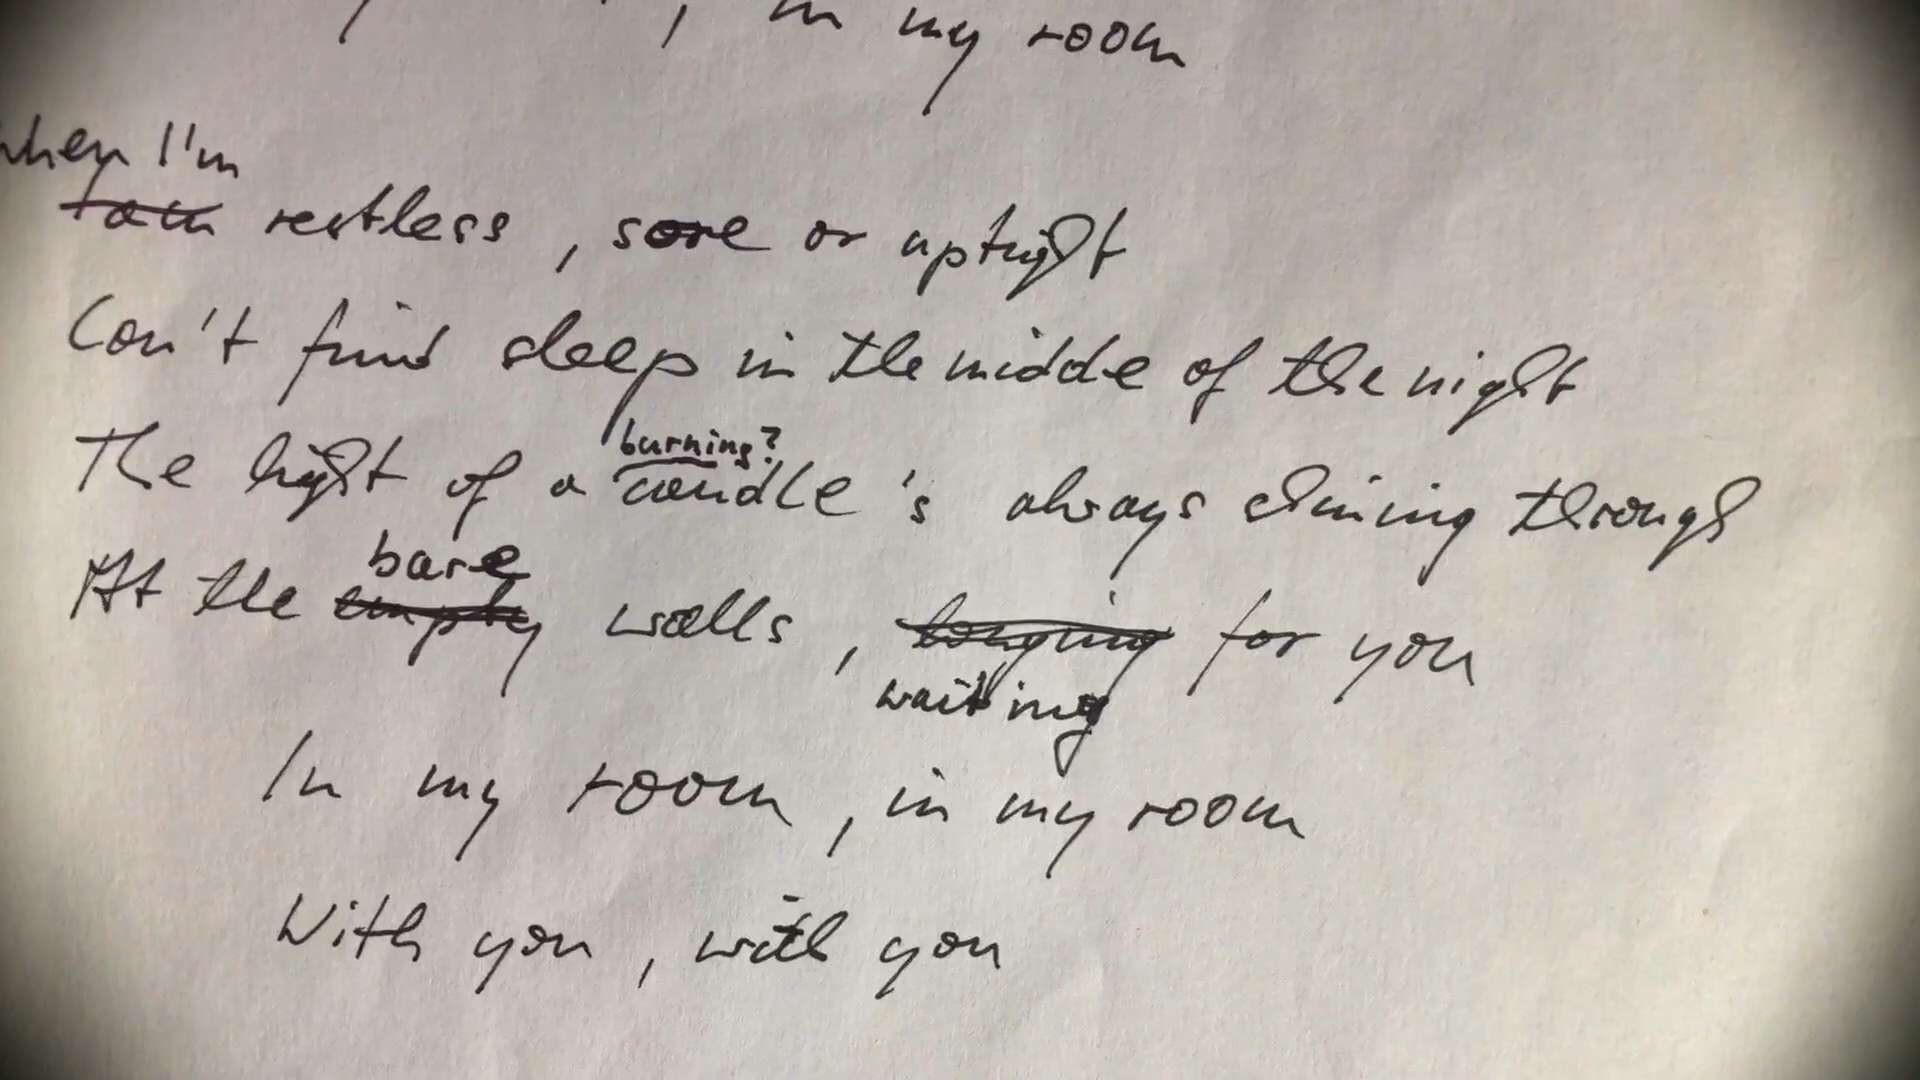 in my room
when I'm
restless, sore or uptight
Can't find sleep in the middle of the night
burning?
The light of a candle's always shining through
bare
At the empty walls, longing for you
waiting
In my room, in my room
With you, with you